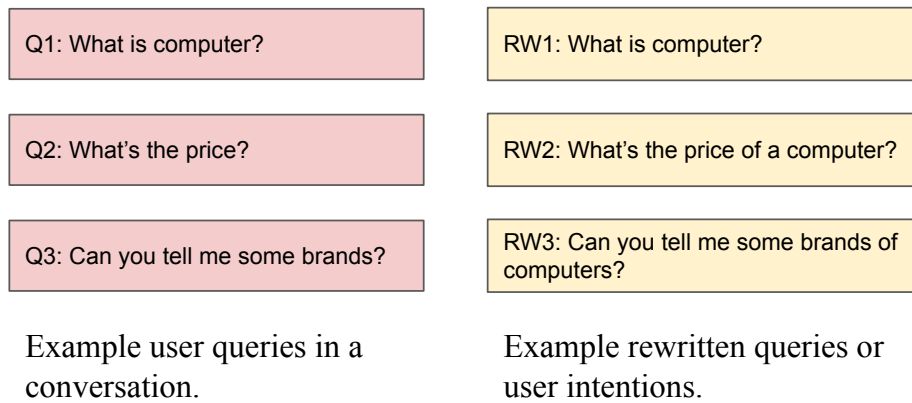 Q1: What is computer?
Q2: What's the price?
Q3: Can you tell me some brands?
Example user queries in a
conversation.
RW1: What is computer?
RW2: What's the price of a computer?
RW3: Can you tell me some brands of
computers?
Example rewritten queries or
user intentions.